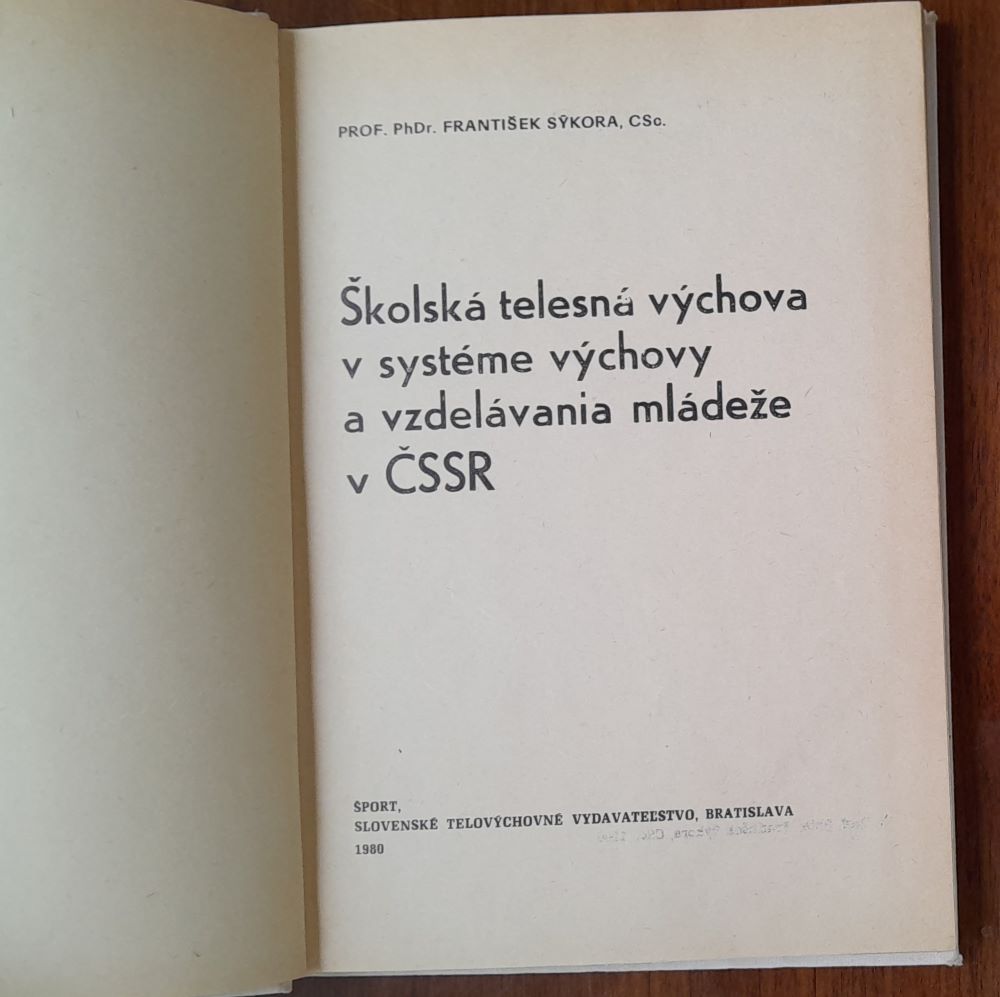 PROF. PhDr. FRANTIŠEK SÝKORA, CSc.
Školská telesná výchova
v systéme výchovy
a vzdelávania mládeže
v ČSSR
ŠPORT,
SLOVENSKÉ TELOVÝCHOVNÉ VYDAVATEĽSTVO, BRATISLAVA
1980